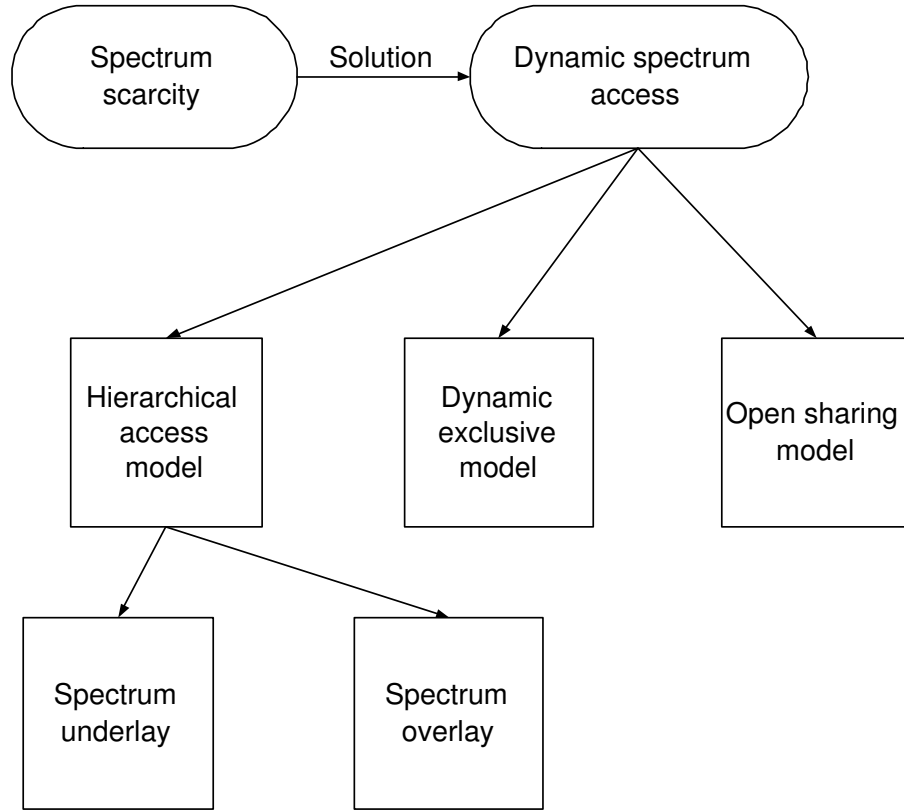 Spectrum
scarcity
Solution
Dynamic spectrum
access
Hierarchical
access
model
Dynamic
exclusive
model
Open sharing
model
Spectrum
underlay
Spectrum
overlay